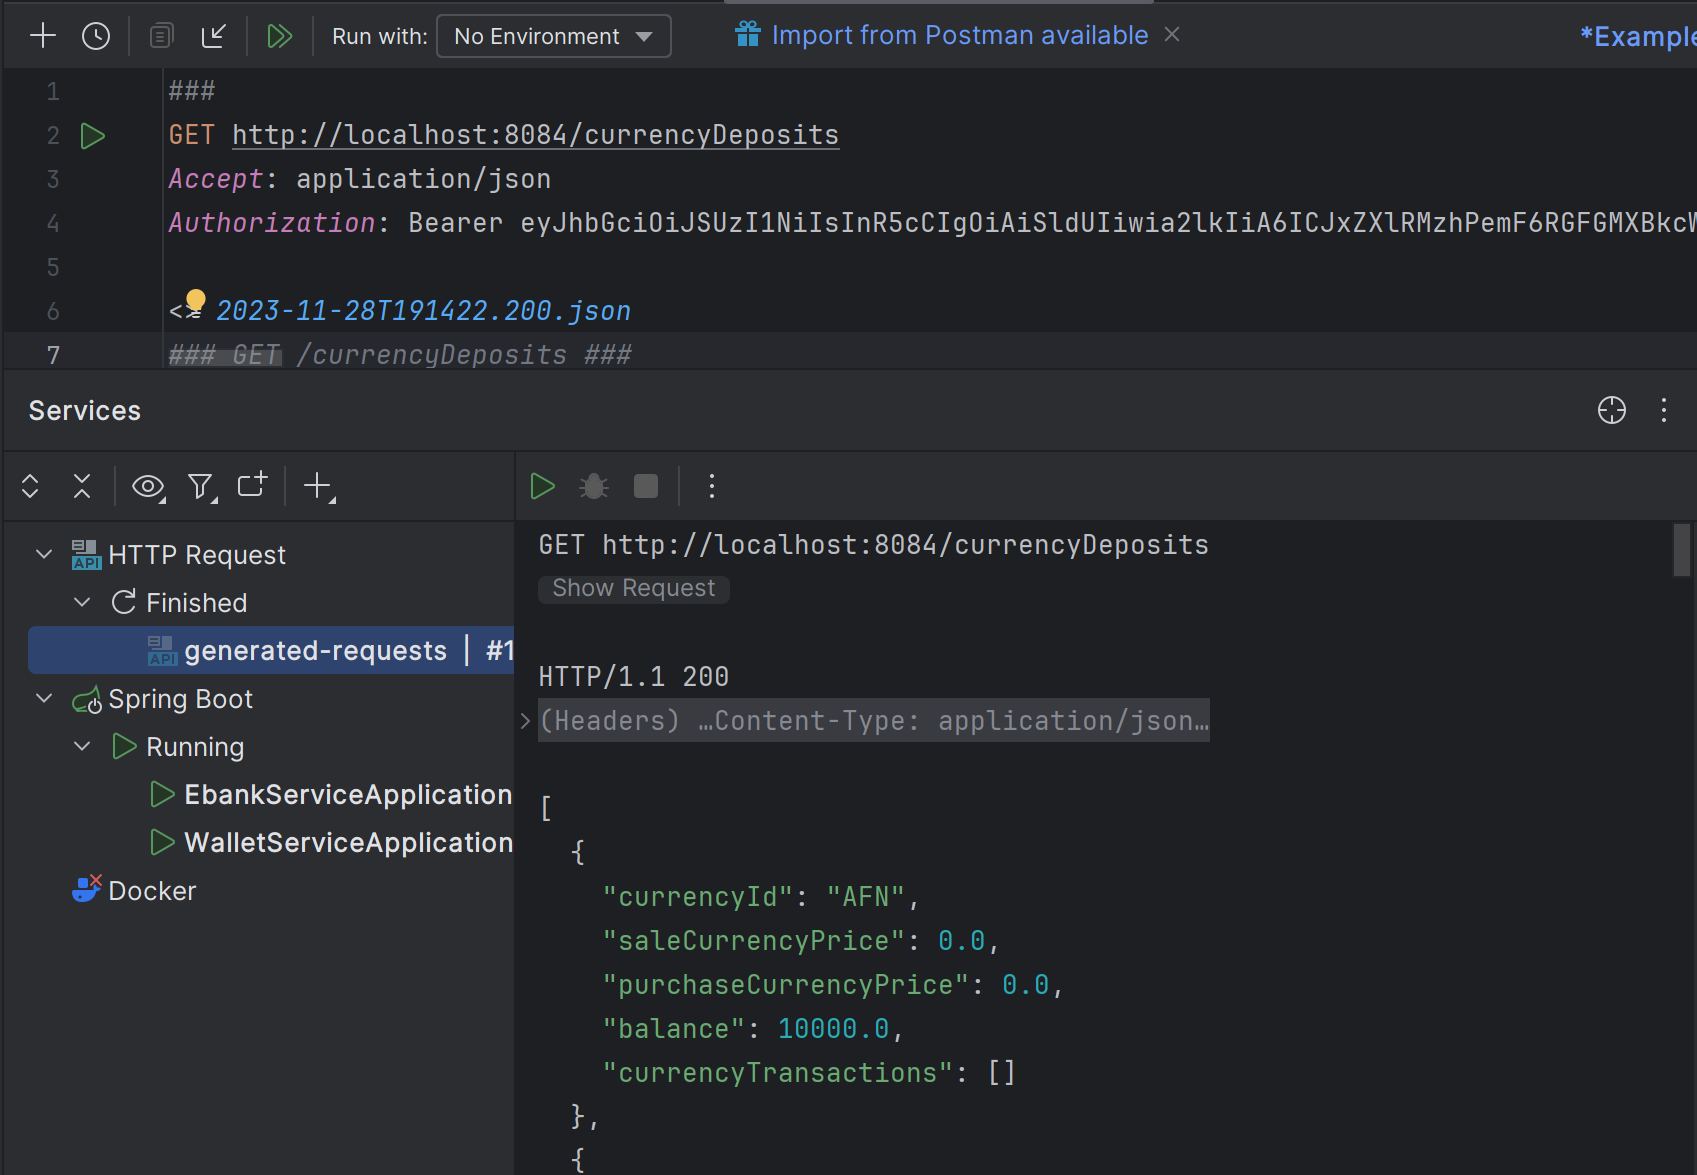 Run with: No Environment Import from Postman available *Example
1 ###
2 GET http://localhost:8084/currencyDeposits
3 Accept: application/json
4 Authorization: Bearer eyJhbGciOiJSUzI1NiIsInR5cCIgOiAiSldUIiwia2lkIiA6ICJxZXlRMzhPemF6RGFGMXBkcW
5
6 <> 2023-11-28T191422.200.json
7 ### GET /currencyDeposits ###
Services
HTTP Request
API
Finished
generated-requests | #1
API
Spring Boot
Running
EbankServiceApplication
WalletServiceApplication
Docker
GET http://localhost:8084/currencyDeposits
Show Request
HTTP/1.1 200
(Headers) …Content-Type: application/json…
[
{
"currencyId": "AFN",
"saleCurrencyPrice": 0.0,
"purchaseCurrencyPrice": 0.0,
"balance": 10000.0,
"currencyTransactions": []
},
{